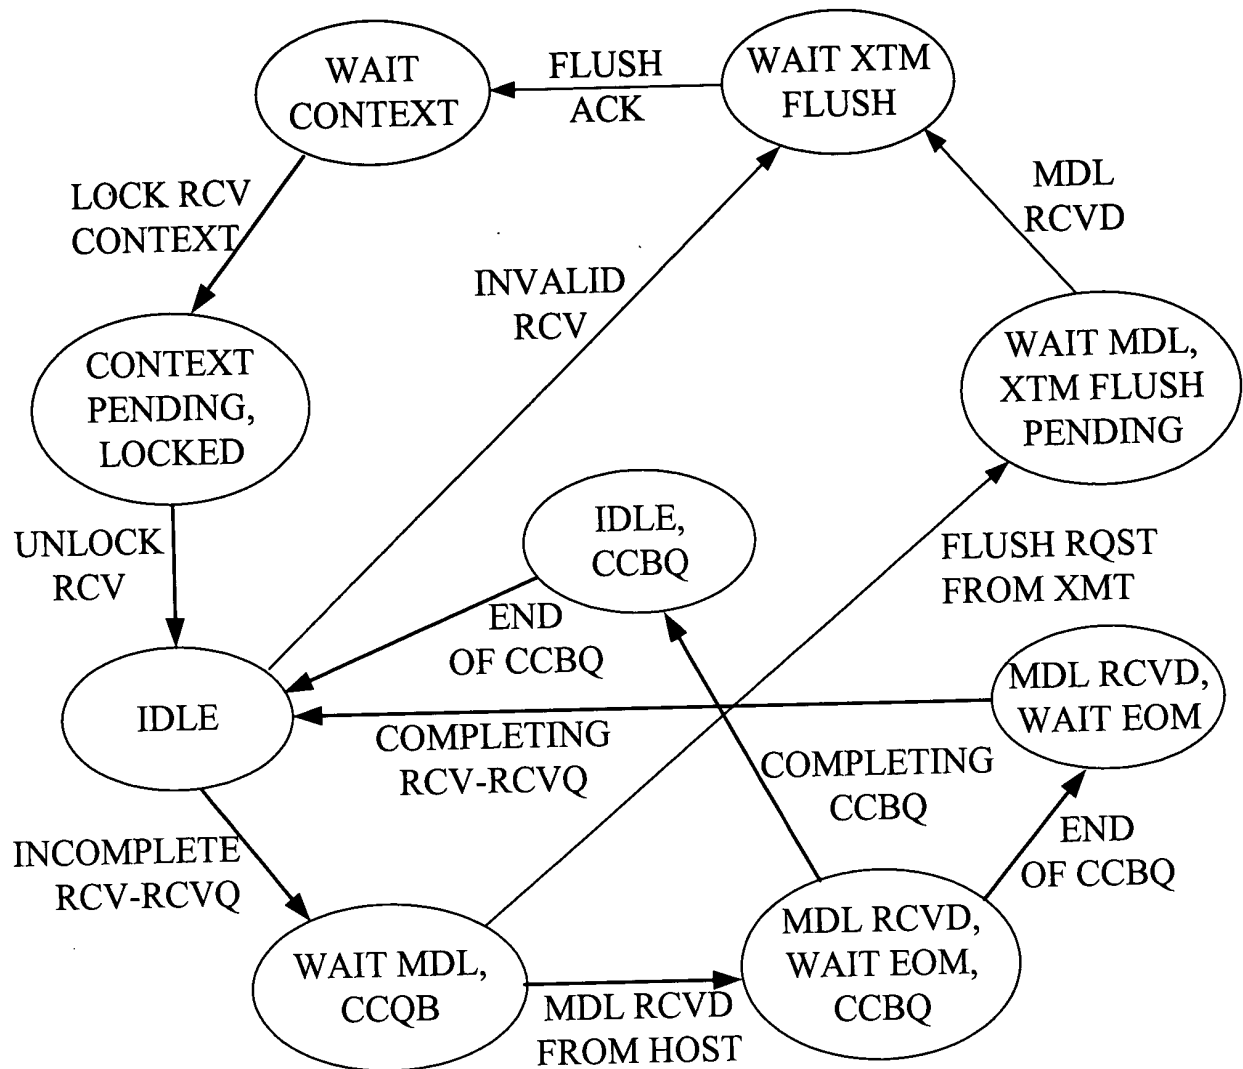 WAIT
CONTEXT
FLUSH
ACK
WAIT XTM
FLUSH
LOCK RCV
CONTEXT
MDL
RCVD
INVALID
RCV
CONTEXT
PENDING,
LOCKED
WAIT MDL,
XTM FLUSH
PENDING
UNLOCK
RCV
IDLE,
CCBQ
FLUSH RQST
FROM XMT
END
OF CCBQ
IDLE
MDL RCVD,
WAIT EOM
COMPLETING
RCV-RCVQ
COMPLETING
CCBQ
END
OF CCBQ
INCOMPLETE
RCV-RCVQ
WAIT MDL,
CCQB
MDL RCVD
FROM HOST
MDL RCVD,
WAIT EOM,
CCBQ